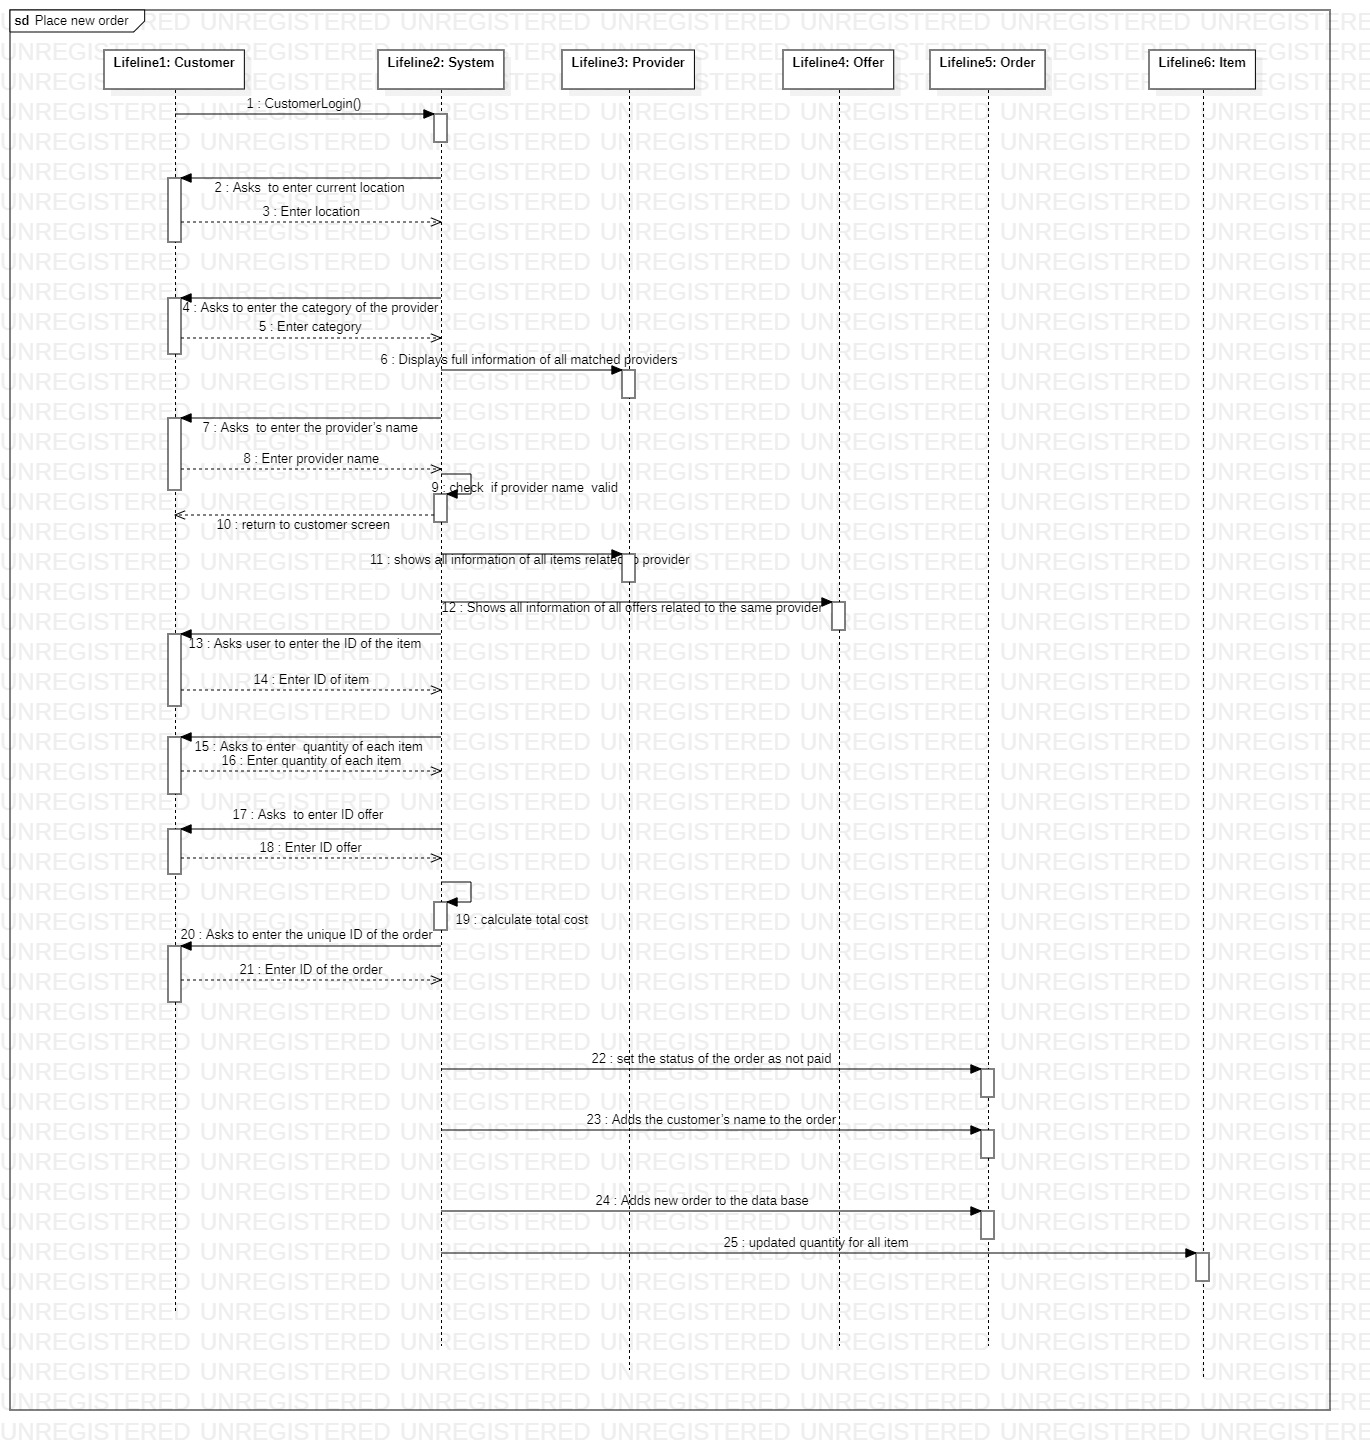 sd Place new order
Lifeline1: Customer
Lifeline2: System
Lifeline3: Provider
Lifeline4: Offer
Lifeline5: Order
Lifeline6: Item
1 : CustomerLogin()
2 : Asks  to enter current location
3 : Enter location
4 : Asks to enter the category of the provider
5 : Enter category
6 : Displays full information of all matched providers
7 : Asks  to enter the provider's name
8 : Enter provider name
9 : check  if provider name  valid
10 : return to customer screen
11 : shows all information of all items related to provider
12 : Shows all information of all offers related to the same provider
13 : Asks user to enter the ID of the item
14 : Enter ID of item
15 : Asks to enter  quantity of each item
16 : Enter quantity of each item
17 : Asks  to enter ID offer
18 : Enter ID offer
19 : calculate total cost
20 : Asks to enter the unique ID of the order
21 : Enter ID of the order
22 : set the status of the order as not paid
23 : Adds the customer's name to the order
24 : Adds new order to the data base
25 : updated quantity for all item
UNREGISTERED